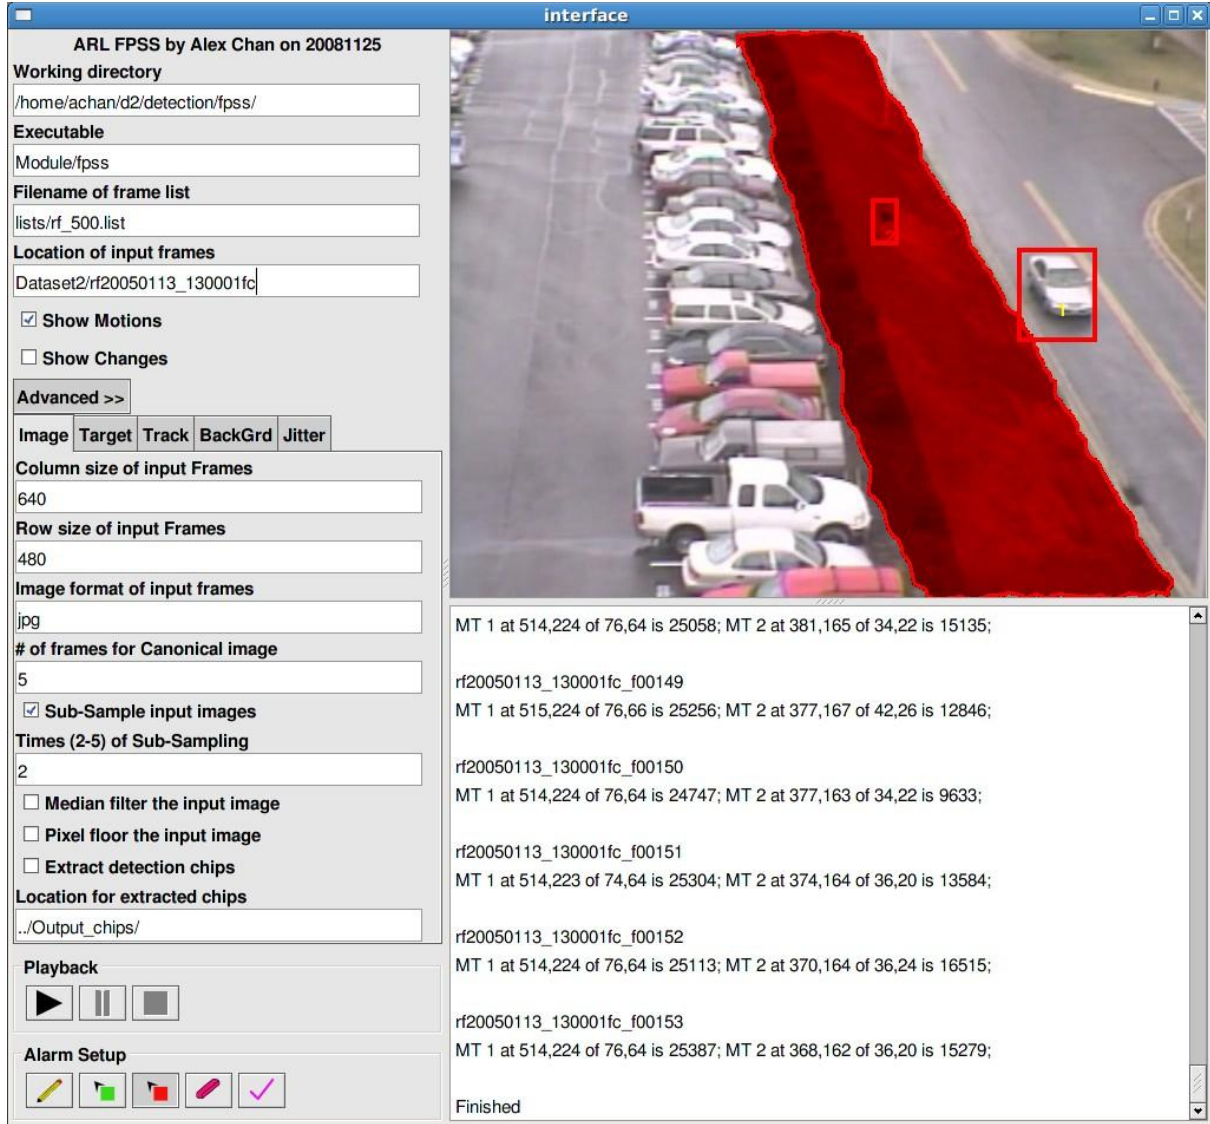 interface
ARL FPSS by Alex Chan on 20081125
Working directory
/home/achan/d2/detection/fpss/
Executable
Module/fpss
Filename of frame list
lists/rf_500.list
Location of input frames
Dataset2/rf20050113_130001fc
Show Motions
Show Changes
Advanced >>
Image Target Track BackGrd Jitter
Column size of input Frames
640
Row size of input Frames
480
Image format of input frames
jpg
# of frames for Canonical image
5
Sub-Sample input images
Times (2-5) of Sub-Sampling
2
Median filter the input image
Pixel floor the input image
Extract detection chips
Location for extracted chips
../Output_chips/
Playback
Alarm Setup
2
1
MT 1 at 514,224 of 76,64 is 25058; MT 2 at 381,165 of 34,22 is 15135;
rf20050113_130001fc_f00149
MT 1 at 515,224 of 76,66 is 25256; MT 2 at 377,167 of 42,26 is 12846;
rf20050113_130001fc_f00150
MT 1 at 514,224 of 76,64 is 24747; MT 2 at 377,163 of 34,22 is 9633;
rf20050113_130001fc_f00151
MT 1 at 514,223 of 74,64 is 25304; MT 2 at 374,164 of 36,20 is 13584;
rf20050113_130001fc_f00152
MT 1 at 514,224 of 76,64 is 25113; MT 2 at 370,164 of 36,24 is 16515;
rf20050113_130001fc_f00153
MT 1 at 514,224 of 76,64 is 25387; MT 2 at 368,162 of 36,20 is 15279;
Finished